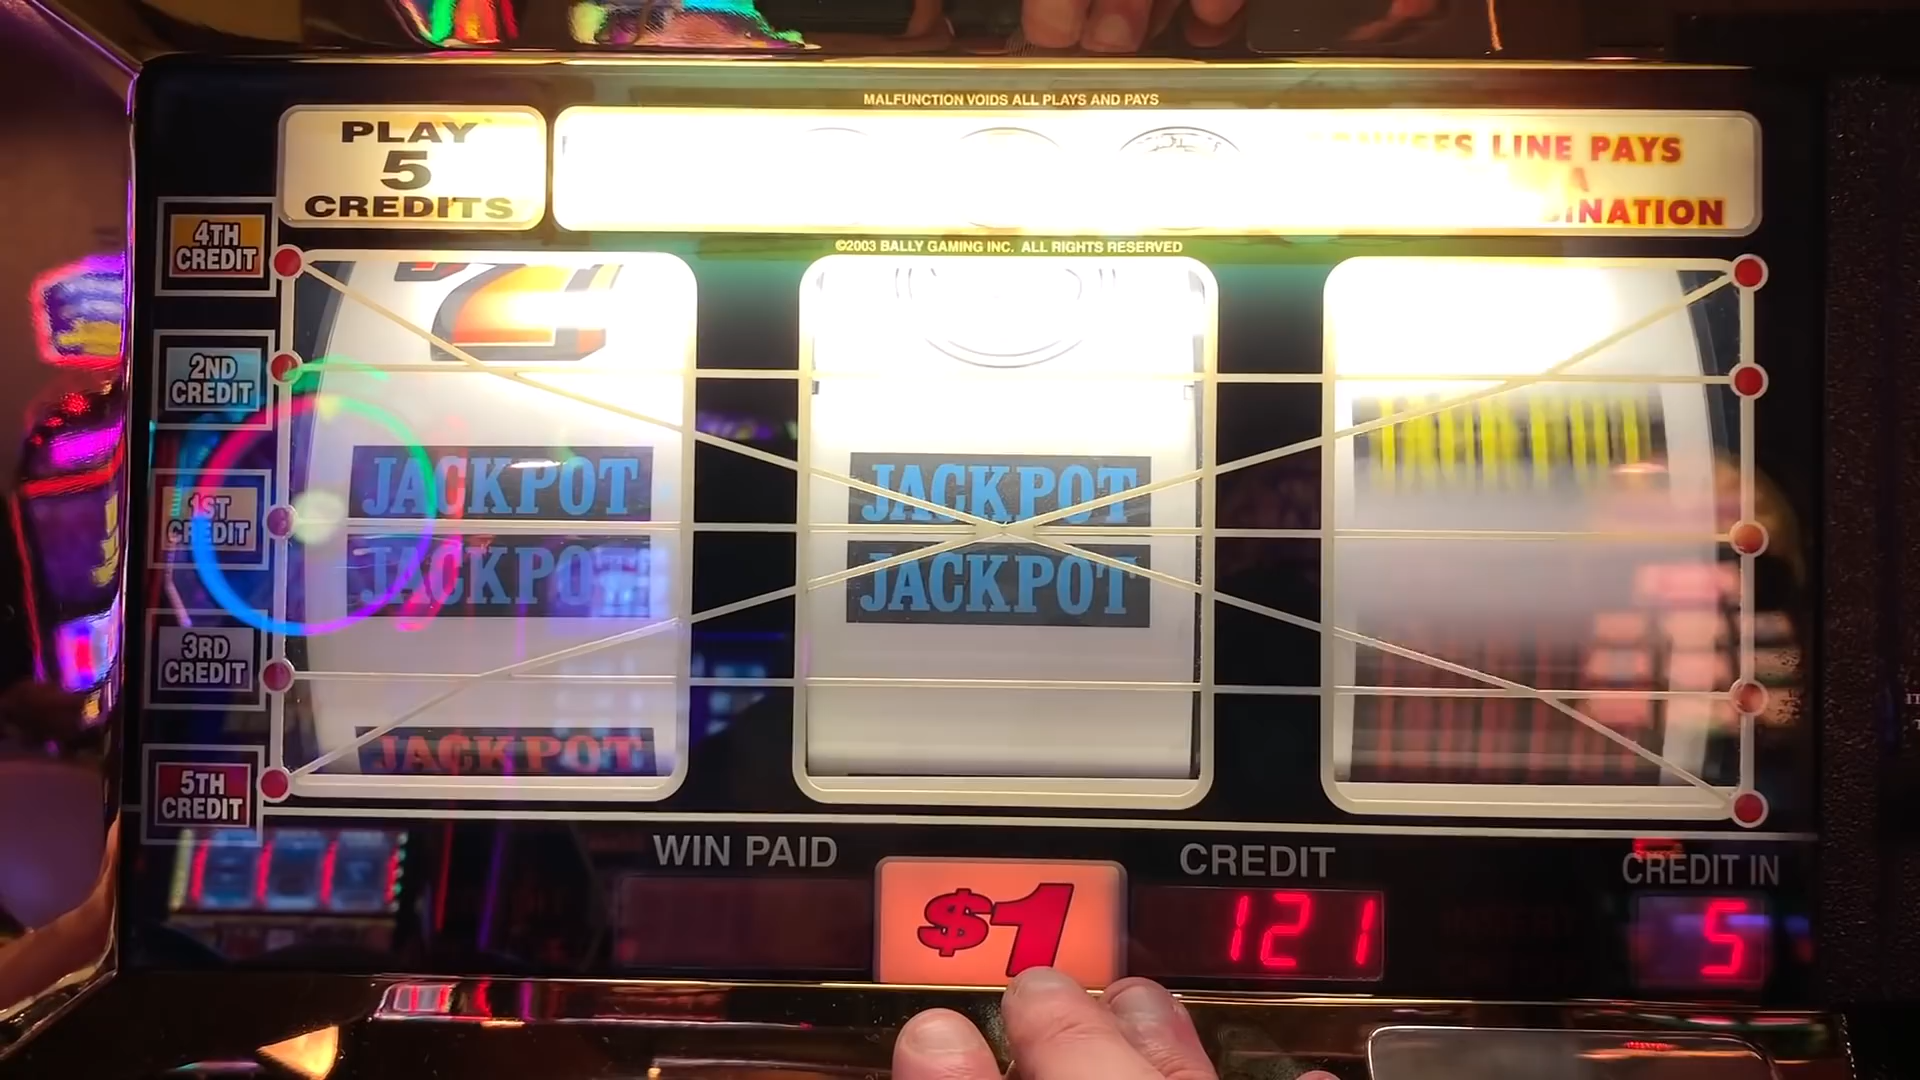 MALFUNCTION VOIDS ALL PLAYS AND PAYS
PLAY
5
CREDITS
LINE PAYS
A
©2003 BALLY GAMING INC. ALL RIGHTS RESERVED
4TH
CREDIT
2ND
CREDIT
1ST
CREDIT
3RD
CREDIT
5TH
CREDIT
2
JACKPOT
JACKPOT
JACKPOT
JACKPOT
JACKPOT
WIN PAID
$1
CREDIT
121
CREDIT IN
5